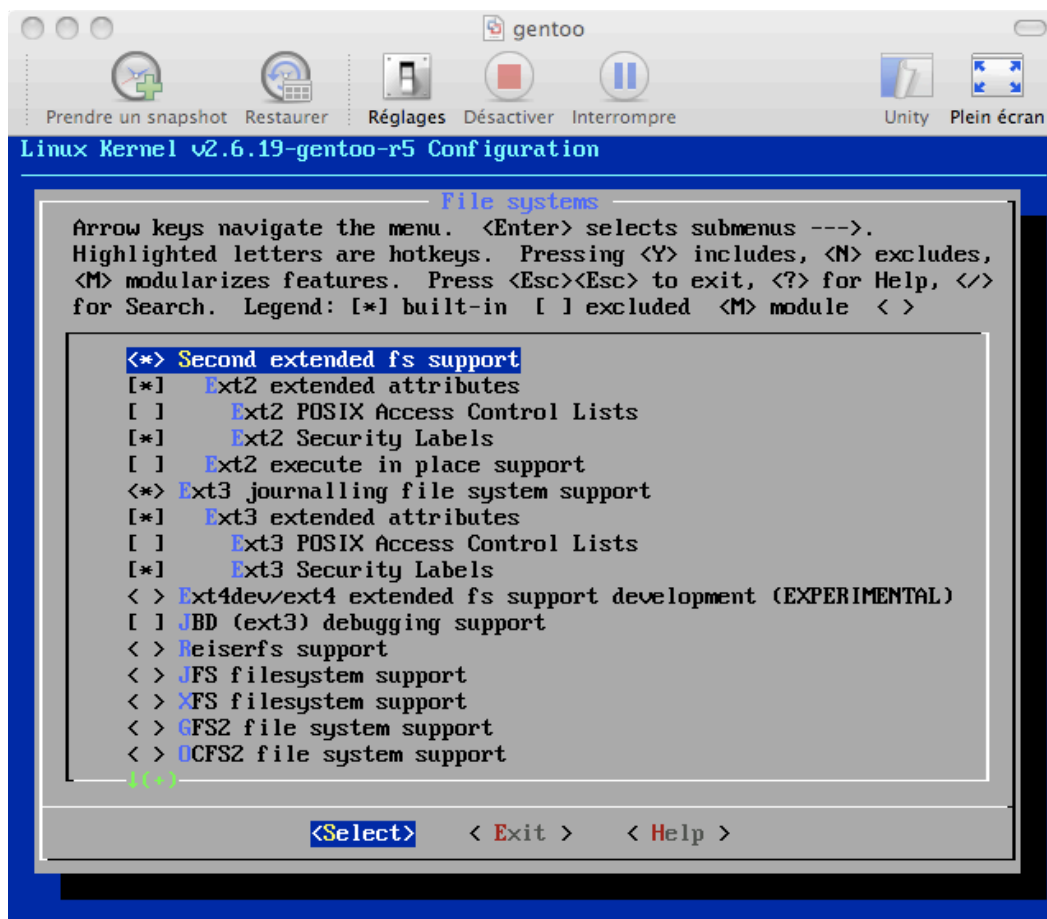 gentoo
Prendre un snapshot Restaurer Réglages Désactiver Interrompre Unity Plein écran
Linux Kernel v2.6.19-gentoo-r5 Configuration
File systems
Arrow keys navigate the menu. <Enter> selects submenus --->.
Highlighted letters are hotkeys. Pressing <Y> includes, <N> excludes,
<M> modularizes features. Press <Esc><Esc> to exit, <?> for Help, </>
for Search. Legend: [*] built-in [ ] excluded <M> module < >
<*> Second extended fs support
[*] Ext2 extended attributes
[ ] Ext2 POSIX Access Control Lists
[*] Ext2 Security Labels
[ ] Ext2 execute in place support
<*> Ext3 journalling file system support
[*] Ext3 extended attributes
[ ] Ext3 POSIX Access Control Lists
[*] Ext3 Security Labels
< > Ext4dev/ext4 extended fs support development (EXPERIMENTAL)
[ ] JBD (ext3) debugging support
< > Reiserfs support
< > JFS filesystem support
< > XFS filesystem support
< > GFS2 file system support
< > OCFS2 file system support
↓(+)
<Select> < Exit > < Help >